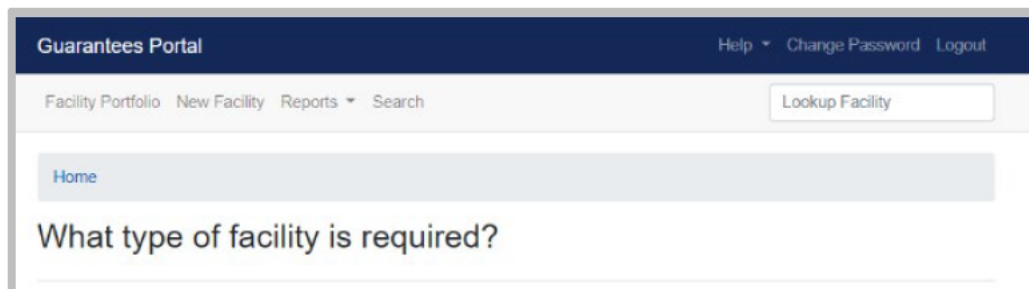 Guarantees Portal Help Change Password Logout
Facility Portfolio New Facility Reports Search Lookup Facility
Home
What type of facility is required?